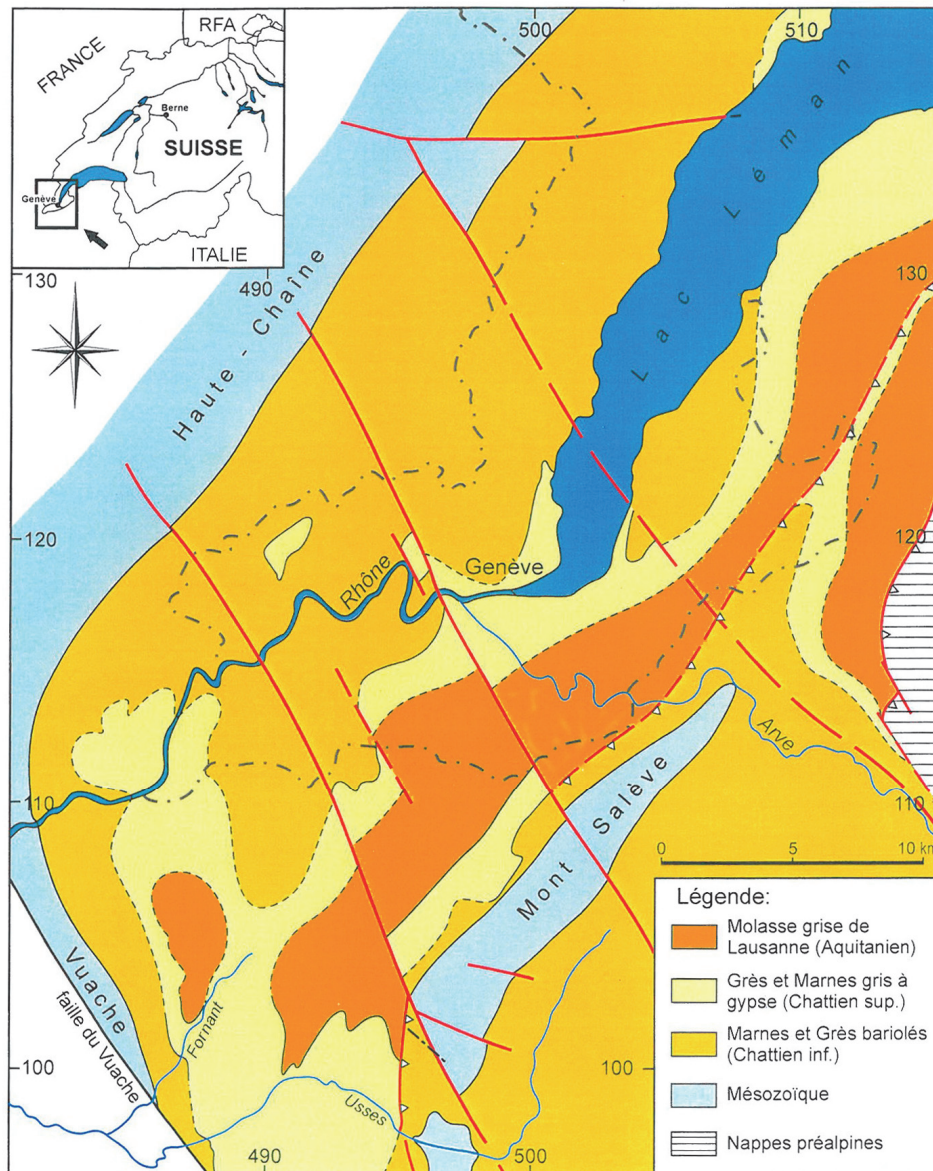 500
510
RFA
FRANCE
Berne
SUISSE
Genève
ITALIE
Lac Léman
130
490
130
Haute - Chaîne
120
120
Genève
Rhône
Arve
110
110
Mont Salève
0 5 10 km
Légende:
Molasse grise de
Lausanne (Aquitanien)
Grès et Marnes gris à
gypse (Chattien sup.)
Marnes et Grès bariolés
(Chattien inf.)
Mésozoïque
Nappes préalpines
Vuache
faille du Vuache
Fornant
100
100
Usses
490
500